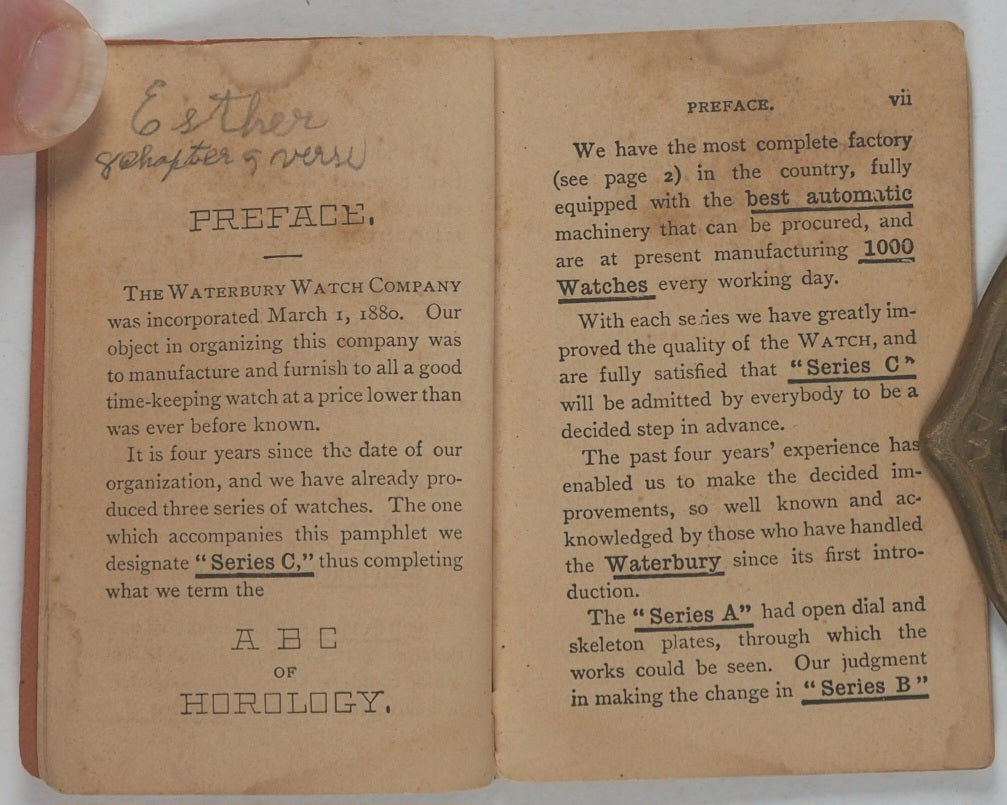 Esther
8 chapter 9 verse
PREFACE.
THE WATERBURY WATCH COMPANY
was incorporated March 1, 1880. Our
object in organizing this company was
to manufacture and furnish to all a good
time-keeping watch at a price lower than
was ever before known.
It is four years since the date of our
organization, and we have already pro-
duced three series of watches. The one
which accompanies this pamphlet we
designate "Series C," thus completing
what we term the
A B C
OF
HOROLOGY.
PREFACE. vii
We have the most complete factory
(see page 2) in the country, fully
equipped with the best automatic
machinery that can be procured, and
are at present manufacturing 1000
Watches every working day.
With each series we have greatly im-
proved the quality of the WATCH, and
are fully satisfied that "Series C"
will be admitted by everybody to be a
decided step in advance.
The past four years' experience has
enabled us to make the decided im-
provements, so well known and ac-
knowledged by those who have handled
the Waterbury since its first intro-
duction.
The "Series A" had open dial and
skeleton plates, through which the
works could be seen. Our judgment
in making the change in "Series B"